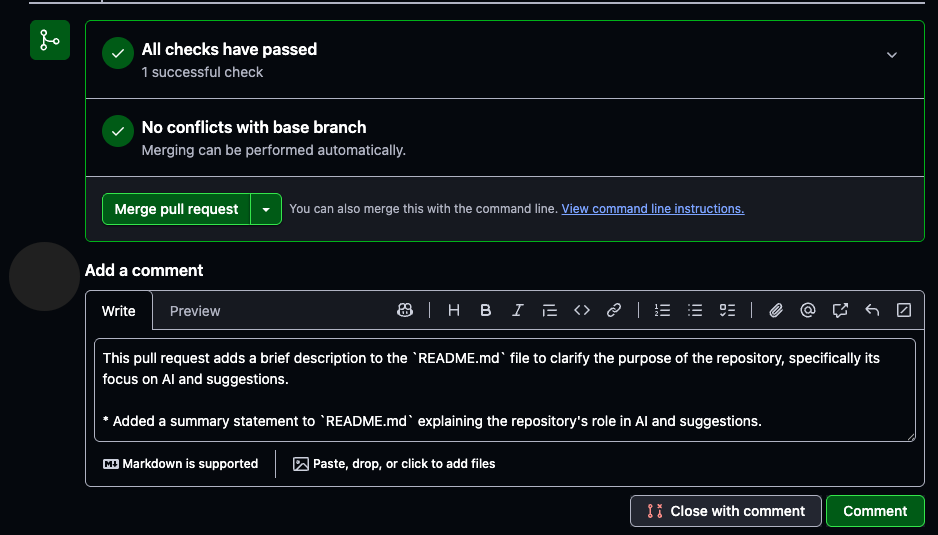 All checks have passed
1 successful check
No conflicts with base branch
Merging can be performed automatically.
Merge pull request
You can also merge this with the command line. View command line instructions.
Add a comment
Write
Preview
This pull request adds a brief description to the `README.md` file to clarify the purpose of the repository, specifically its
focus on AI and suggestions.
* Added a summary statement to `README.md` explaining the repository's role in AI and suggestions.
Markdown is supported
Paste, drop, or click to add files
Close with comment
Comment